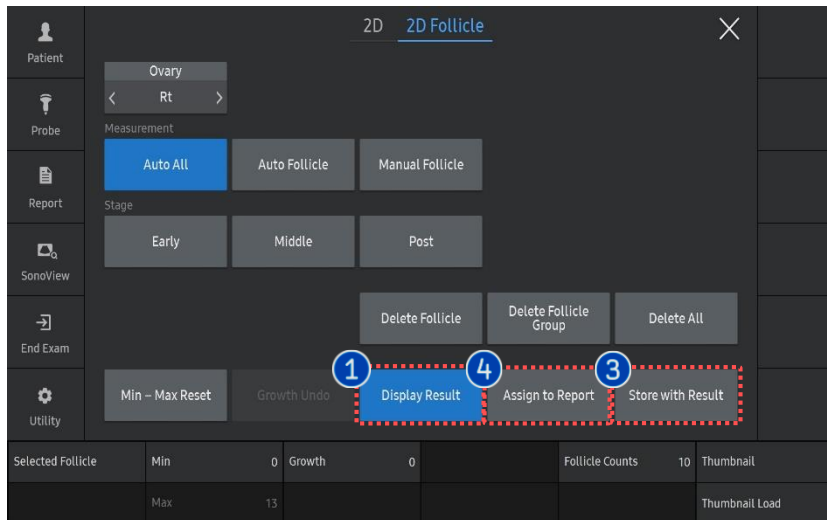 2D 2D Follicle
Patient
Ovary
< Rt >
Probe
Measurement
Auto All Auto Follicle Manual Follicle
Report
Stage
Early Middle Post
SonoView
Delete Follicle Delete Follicle Group Delete All
End Exam
1 4 3
Min – Max Reset Growth Undo Display Result Assign to Report Store with Result
Utility
Selected Follicle Min 0 Growth 0 Follicle Counts 10 Thumbnail
Max 13 Thumbnail Load